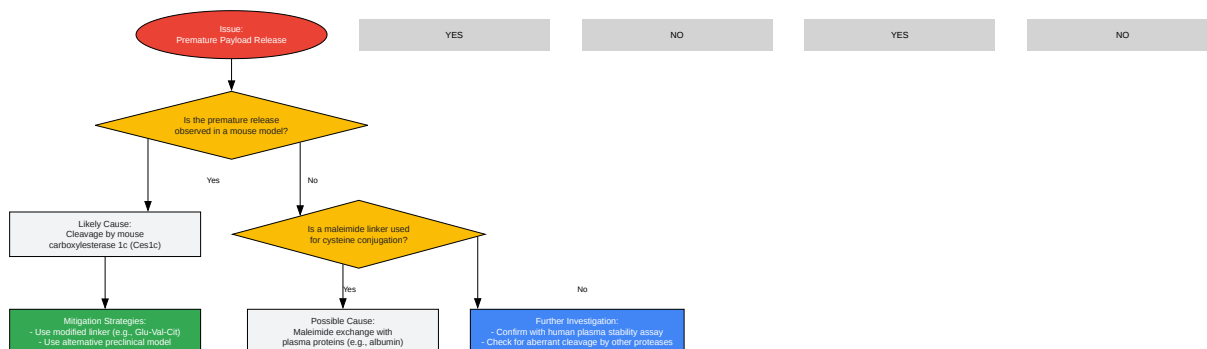 Issue:
Premature Payload Release
YES
NO
YES
NO
Is the premature release
observed in a mouse model?
Yes
No
Likely Cause:
Cleavage by mouse
carboxylesterase 1c (Ces1c)
Is a maleimide linker used
for cysteine conjugation?
Yes
No
Mitigation Strategies:
- Use modified linker (e.g., Glu-Val-Cit)
- Use alternative preclinical model
Possible Cause:
Maleimide exchange with
plasma proteins (e.g., albumin)
Further Investigation:
- Confirm with human plasma stability assay
- Check for aberrant cleavage by other proteases